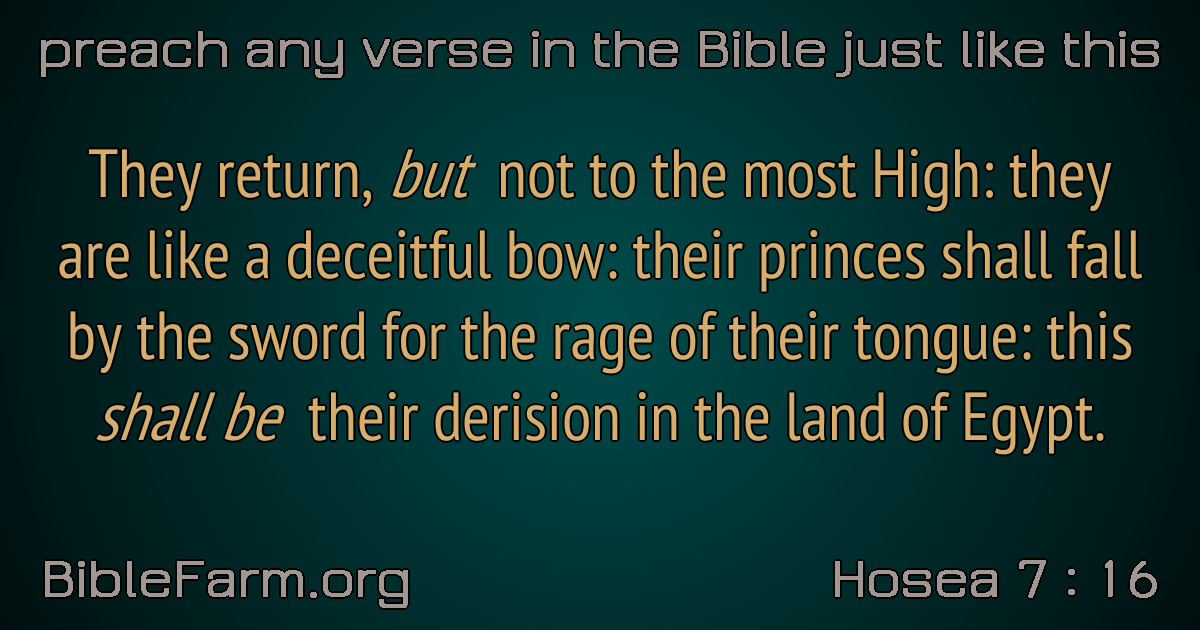 preach any verse in the Bible just like this
They return, but not to the most High: they
are like a deceitful bow: their princes shall fall
by the sword for the rage of their tongue: this
shall be their derision in the land of Egypt.
BibleFarm.org
Hosea 7 : 16